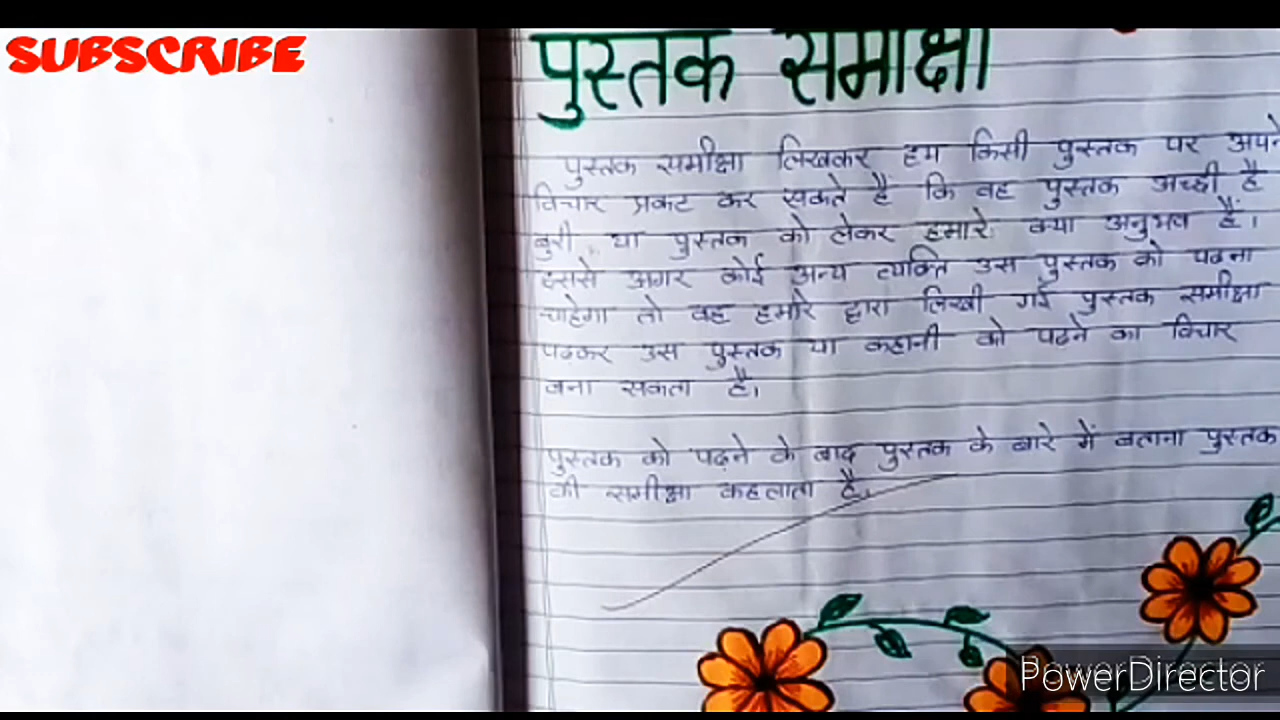 SUBSCRIBE
पुस्तक समीक्षा
पुस्तक समीक्षा लिखकर हम किसी पुस्तक पर अपने
विचार प्रकट कर सकते है कि वह पुस्तक अच्छी है
बुरी, या पुस्तक को लेकर हमारे क्या अनुभव हैं।
इससे अगर कोई अन्य व्यक्ति उस पुस्तक को पढना
चाहेगा तो वह हमारे द्वारा लिखी गई पुस्तक समीक्षा
पढ़कर उस पुस्तक या कहानी को पढने का विचार
बना सकता है।
पुस्तक को पढ़ने के बाद पुस्तक के बारे में बताना पुस्तक
की समीक्षा कहलाता है।
PowerDirector